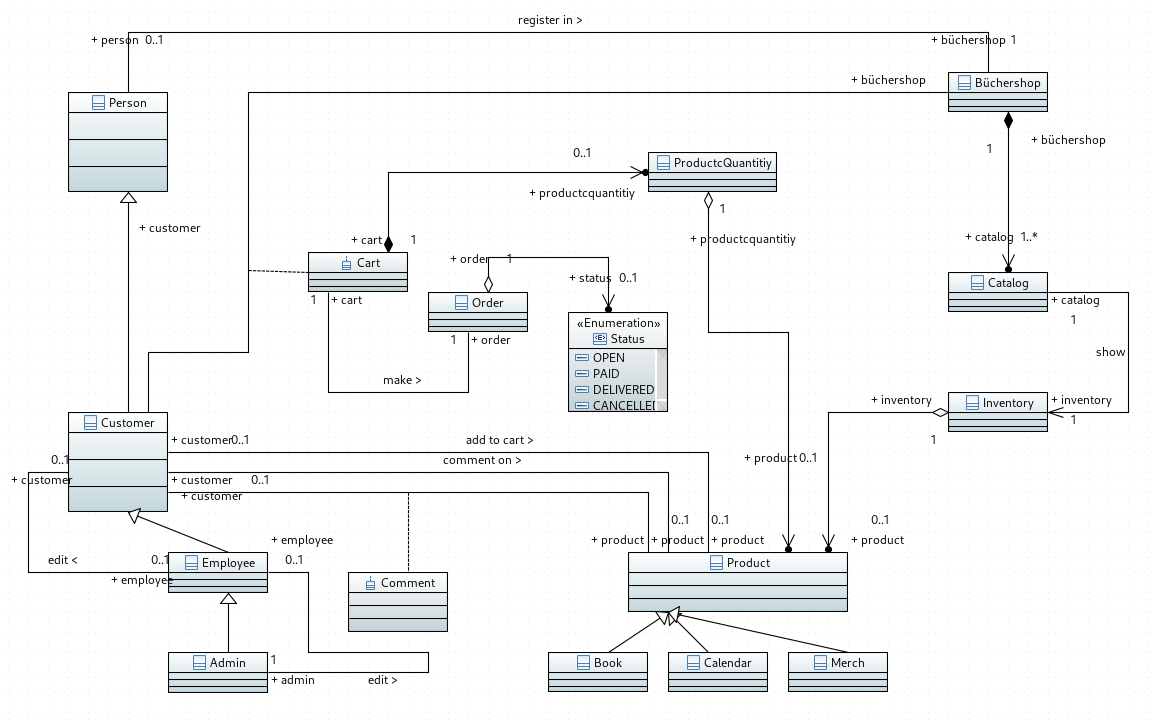 register in >
+ person 0..1
+ büchershop 1
+ büchershop
Büchershop
Person
+ büchershop
1
0..1
ProductcQuantitiy
+ productcquantitiy
1
+ customer
+ cart 1
+ productcquantitiy
+ catalog 1..*
+ order 1
Cart
+ status 0..1
Catalog
1 + cart
Order
+ catalog
1
«Enumeration»
Status
1 + order
OPEN
show
PAID
make >
DELIVERED
+ inventory
Inventory
+ inventory
CANCELLE
1
Customer
+ customer 0..1
add to cart >
1
0..1
comment on >
+ product 0..1
+ customer
+ customer 0..1
+ customer
0..1
0..1
0..1
+ employee
+ product
+ product
+ product
+ product
edit <
0..1
Employee
0..1
Product
+ employee
Comment
1
Admin
Book
Calendar
Merch
+ admin
edit >